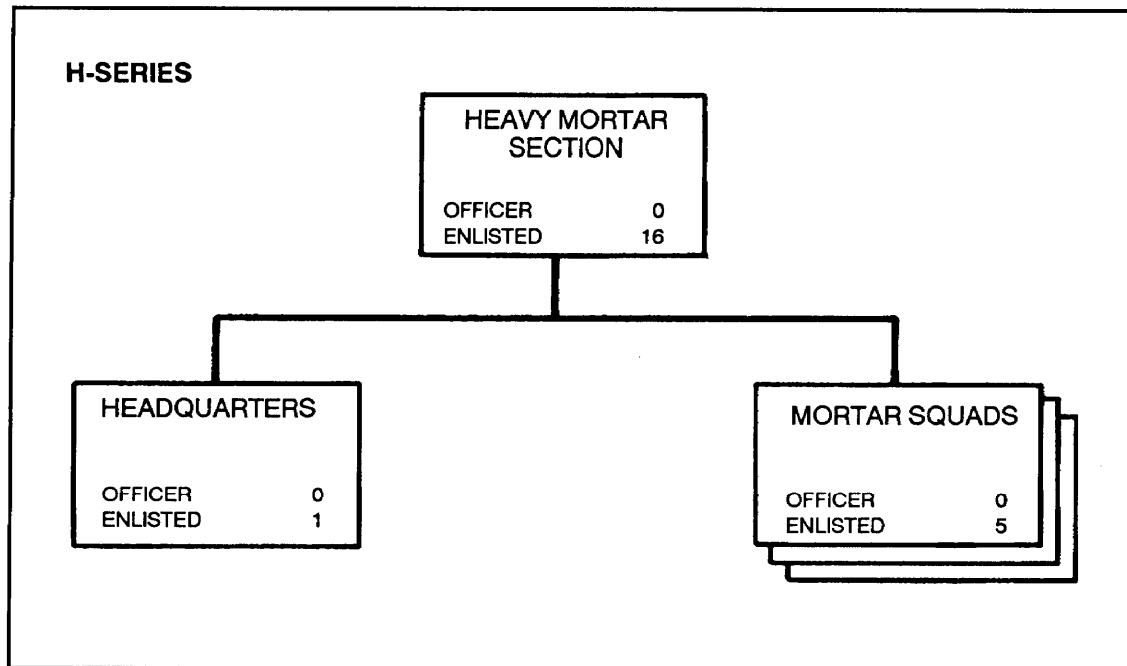 H-SERIES
HEAVY MORTAR
SECTION
OFFICER 0
ENLISTED 16
HEADQUARTERS
OFFICER 0
ENLISTED 1
MORTAR SQUADS
OFFICER 0
ENLISTED 5